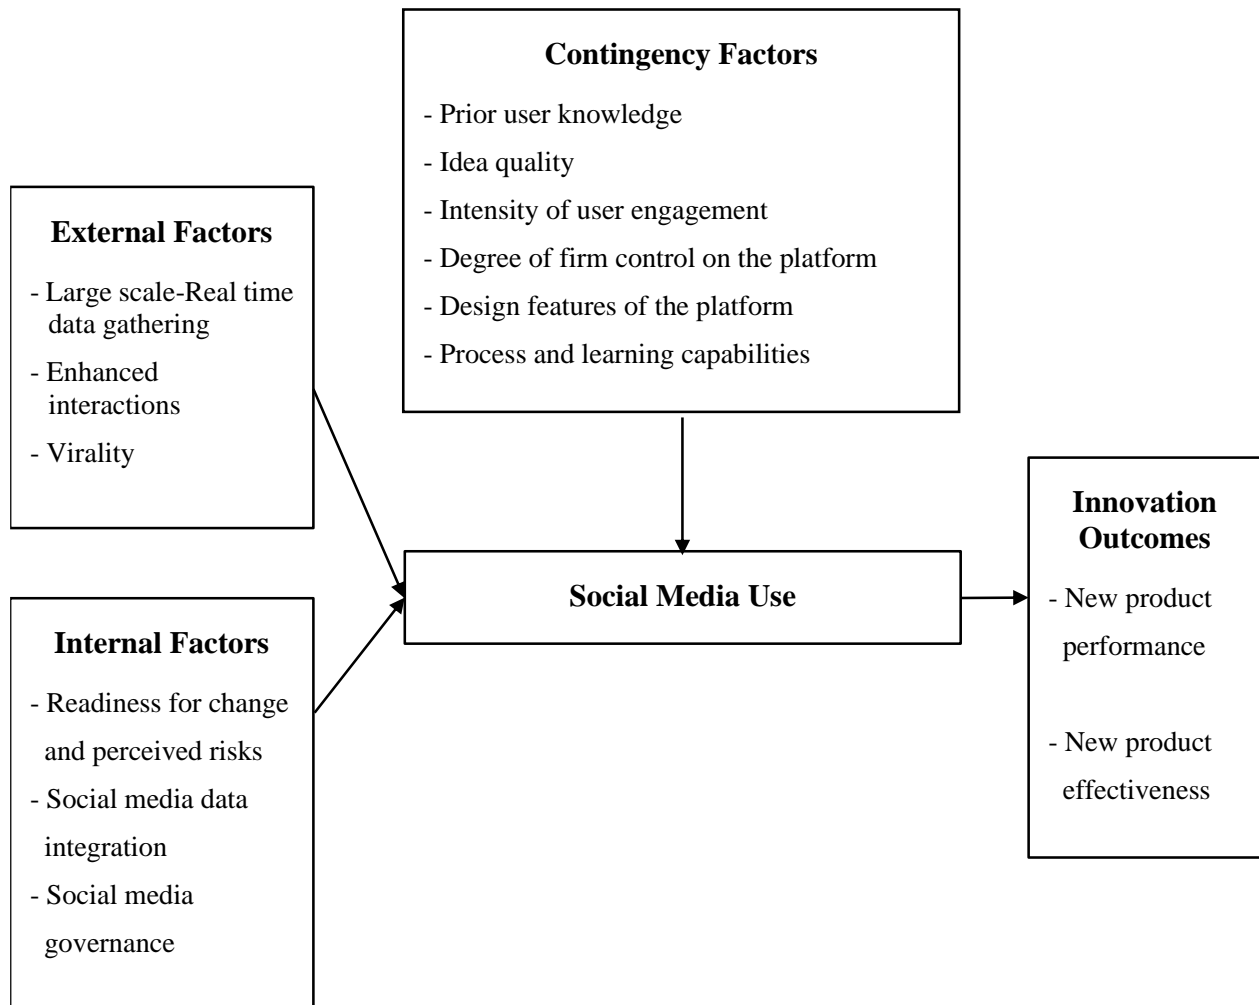 Contingency Factors
- Prior user knowledge
- Idea quality
- Intensity of user engagement
- Degree of firm control on the platform
- Design features of the platform
- Process and learning capabilities
External Factors
- Large scale-Real time
data gathering
- Enhanced
interactions
- Virality
Social Media Use
Internal Factors
- Readiness for change
and perceived risks
- Social media data
integration
- Social media
governance
Innovation
Outcomes
- New product
performance
- New product
effectiveness